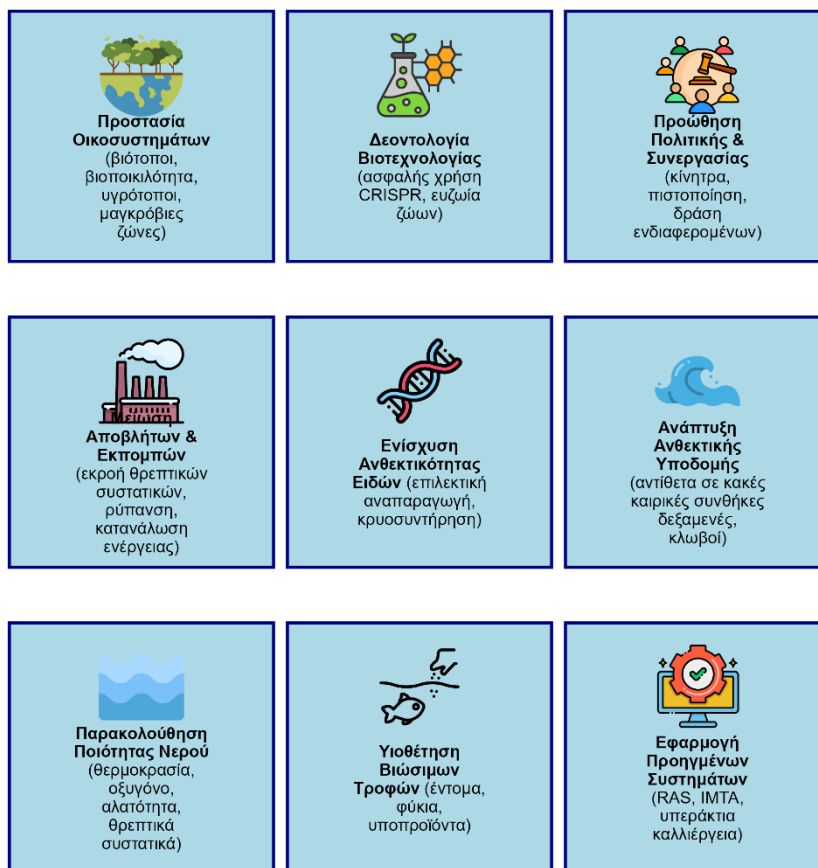 Προστασία
Οικοσυστημάτων
(βιότοποι,
βιοποικιλότητα,
υγρότοποι,
μαγκρόβιες
ζώνες)
Δεοντολογία
Βιοτεχνολογίας
(ασφαλής χρήση
CRISPR, ευζωία
ζώων)
Προώθηση
Πολιτικής &
Συνεργασίας
(κίνητρα,
πιστοποίηση,
δράση
ενδιαφερομένων)
Μείωση
Αποβλήτων &
Εκπομπών
(εκροή θρεπτικών
συστατικών,
ρύπανση,
κατανάλωση
ενέργειας)
Ενίσχυση
Ανθεκτικότητας
Ειδών (επιλεκτική
αναπαραγωγή,
κρυοσυντήρηση)
Ανάπτυξη
Ανθεκτικής
Υποδομής
(αντίθετα σε κακές
καιρικές συνθήκες
δεξαμενές,
κλωβοί)
Παρακολούθηση
Ποιότητας Νερού
(θερμοκρασία,
οξυγόνο,
αλατότητα,
θρεπτικά
συστατικά)
Υιοθέτηση
Βιώσιμων
Τροφών (έντομα,
φύκια,
υποπροϊόντα)
Εφαρμογή
Προηγμένων
Συστημάτων
(RAS, IMTA,
υπεράκτια
καλλιέργεια)